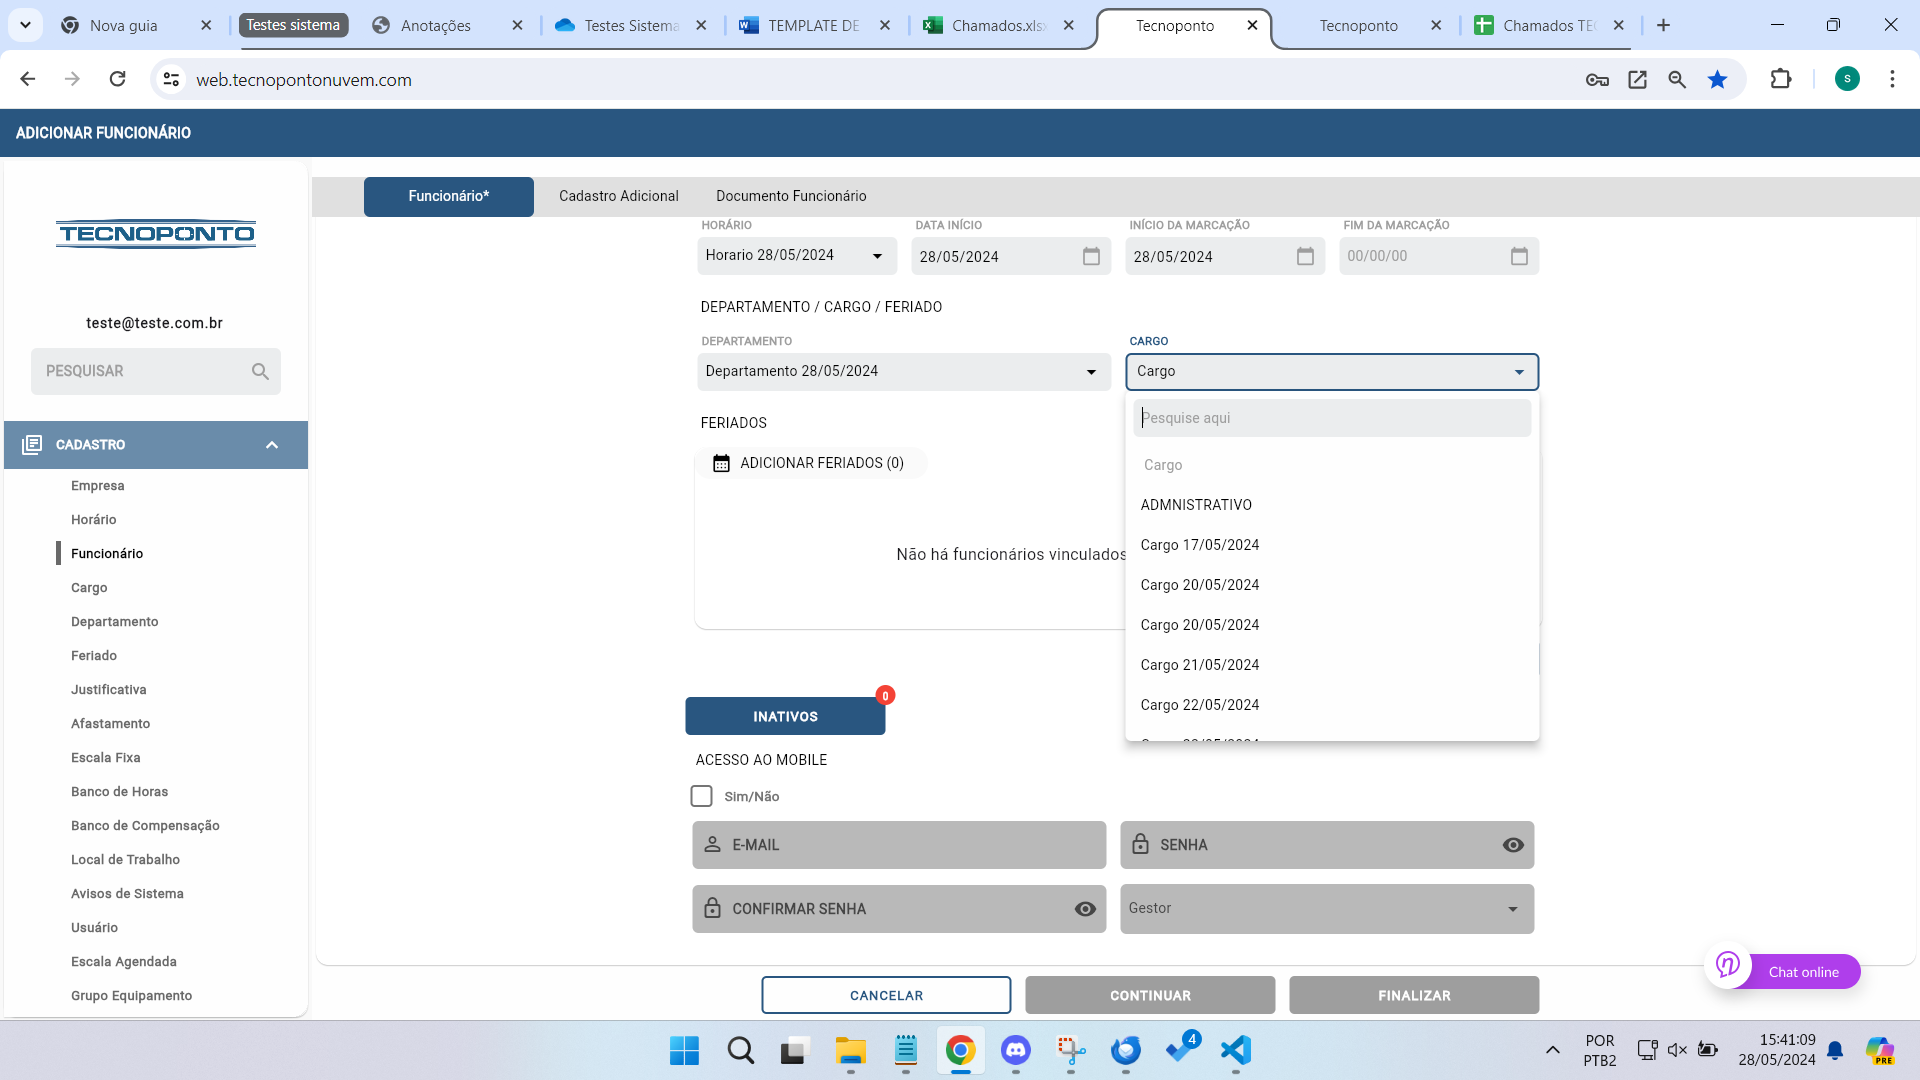 Nova guia
Testes sistema
Anotações
Testes Sistema
TEMPLATE DE
Chamados.xlsx
Tecnoponto
Tecnoponto
Chamados TEC
web.tecnopontonuvem.com
S
ADICIONAR FUNCIONÁRIO
Funcionário*
Cadastro Adicional
Documento Funcionário
TECNOPONTO
teste@teste.com.br
PESQUISAR
CADASTRO
Empresa
Horário
Funcionário
Cargo
Departamento
Feriado
Justificativa
Afastamento
Escala Fixa
Banco de Horas
Banco de Compensação
Local de Trabalho
Avisos de Sistema
Usuário
Escala Agendada
Grupo Equipamento
HORÁRIO
DATA INÍCIO
INÍCIO DA MARCAÇÃO
FIM DA MARCAÇÃO
Horario 28/05/2024
28/05/2024
28/05/2024
00/00/00
DEPARTAMENTO / CARGO / FERIADO
DEPARTAMENTO
CARGO
Departamento 28/05/2024
Cargo
Pesquise aqui
Cargo
ADMNISTRATIVO
Cargo 17/05/2024
Cargo 20/05/2024
Cargo 20/05/2024
Cargo 21/05/2024
Cargo 22/05/2024
FERIADOS
ADICIONAR FERIADOS (0)
Não há funcionários vinculados
INATIVOS
0
ACESSO AO MOBILE
Sim/Não
E-MAIL
SENHA
CONFIRMAR SENHA
Gestor
CANCELAR
CONTINUAR
FINALIZAR
Chat online
4
POR
PTB2
15:41:09
28/05/2024
PRE